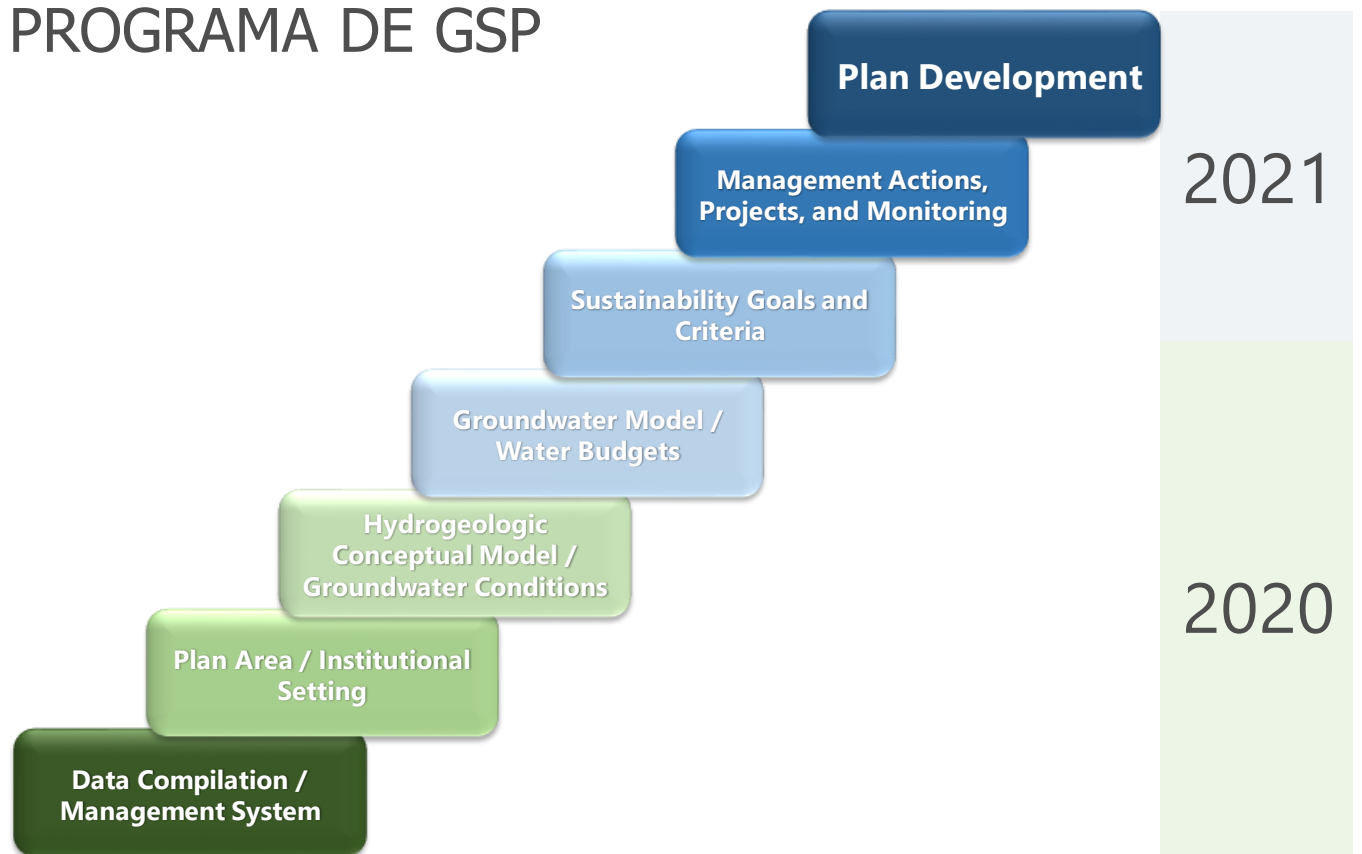 PROGRAMA DE GSP
Plan Development
2021
Management Actions,
Projects, and Monitoring
Sustainability Goals and
Criteria
Groundwater Model /
Water Budgets
Hydrogeologic
Conceptual Model /
Groundwater Conditions
2020
Plan Area / Institutional
Setting
Data Compilation /
Management System